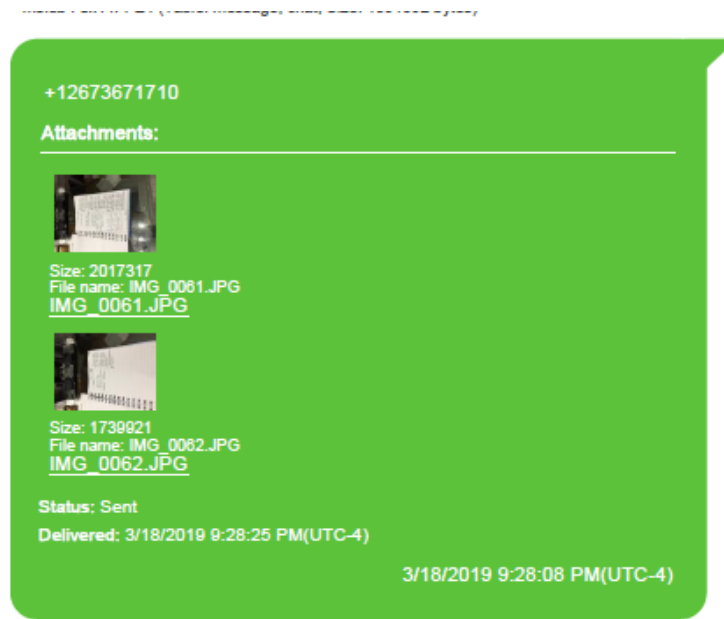 +12673671710
Attachments:
Size: 2017317
File name: IMG_0061.JPG
IMG_0061.JPG
Size: 1739921
File name: IMG_0062.JPG
IMG_0062.JPG
Status: Sent
Delivered: 3/18/2019 9:28:25 PM(UTC-4)
3/18/2019 9:28:08 PM(UTC-4)